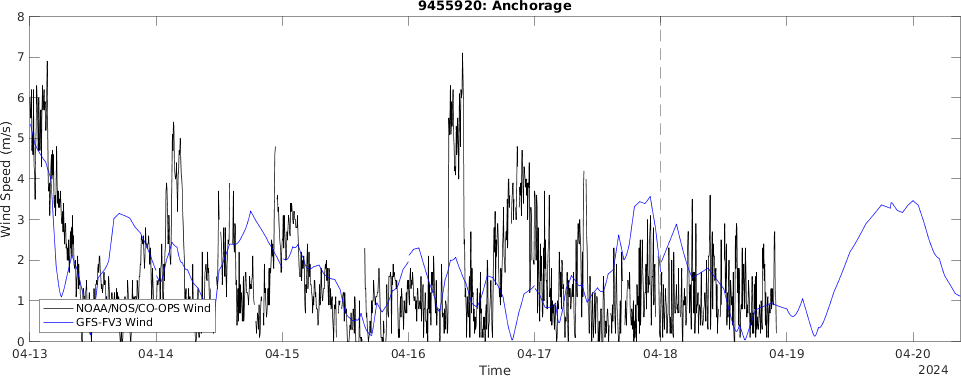 9455920: Anchorage
8
7
6
5
4
3
2
1
0
Wind Speed (m/s)
NOAA/NOS/CO-OPS Wind
GFS-FV3 Wind
04-13 04-14 04-15 04-16 04-17 04-18 04-19 04-20
Time
2024